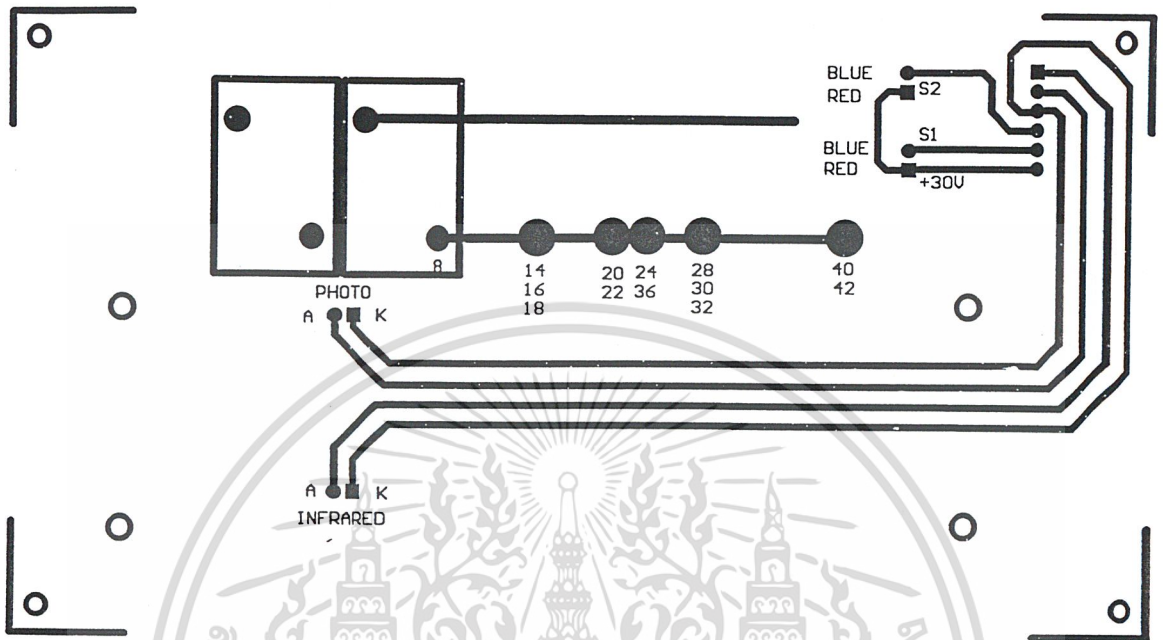 BLUE
RED
S2
S1
BLUE
RED
+30V
8
14
16
18
20
22
24
36
28
30
32
40
42
PHOTO
A K
A K
INFRARED